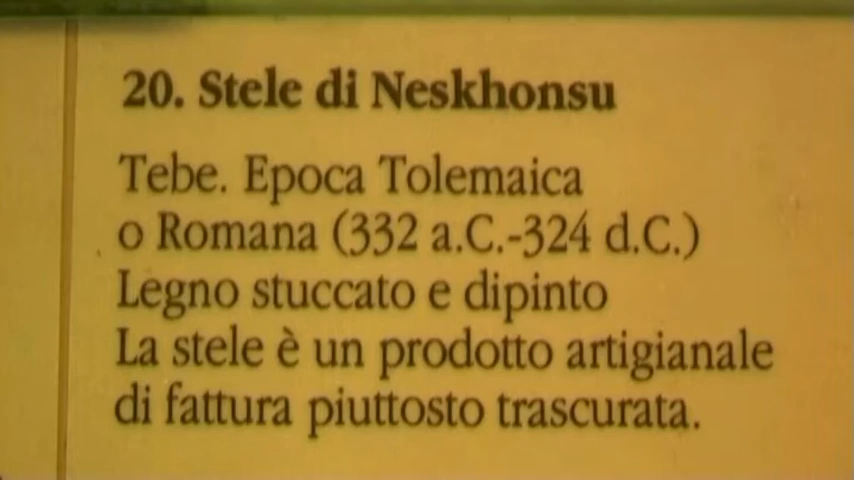 20. Stele di Neskhonsu
Tebe. Epoca Tolemaica
o Romana (332 a.C.-324 d.C.)
Legno stuccato e dipinto
La stele è un prodotto artigianale
di fattura piuttosto trascurata.